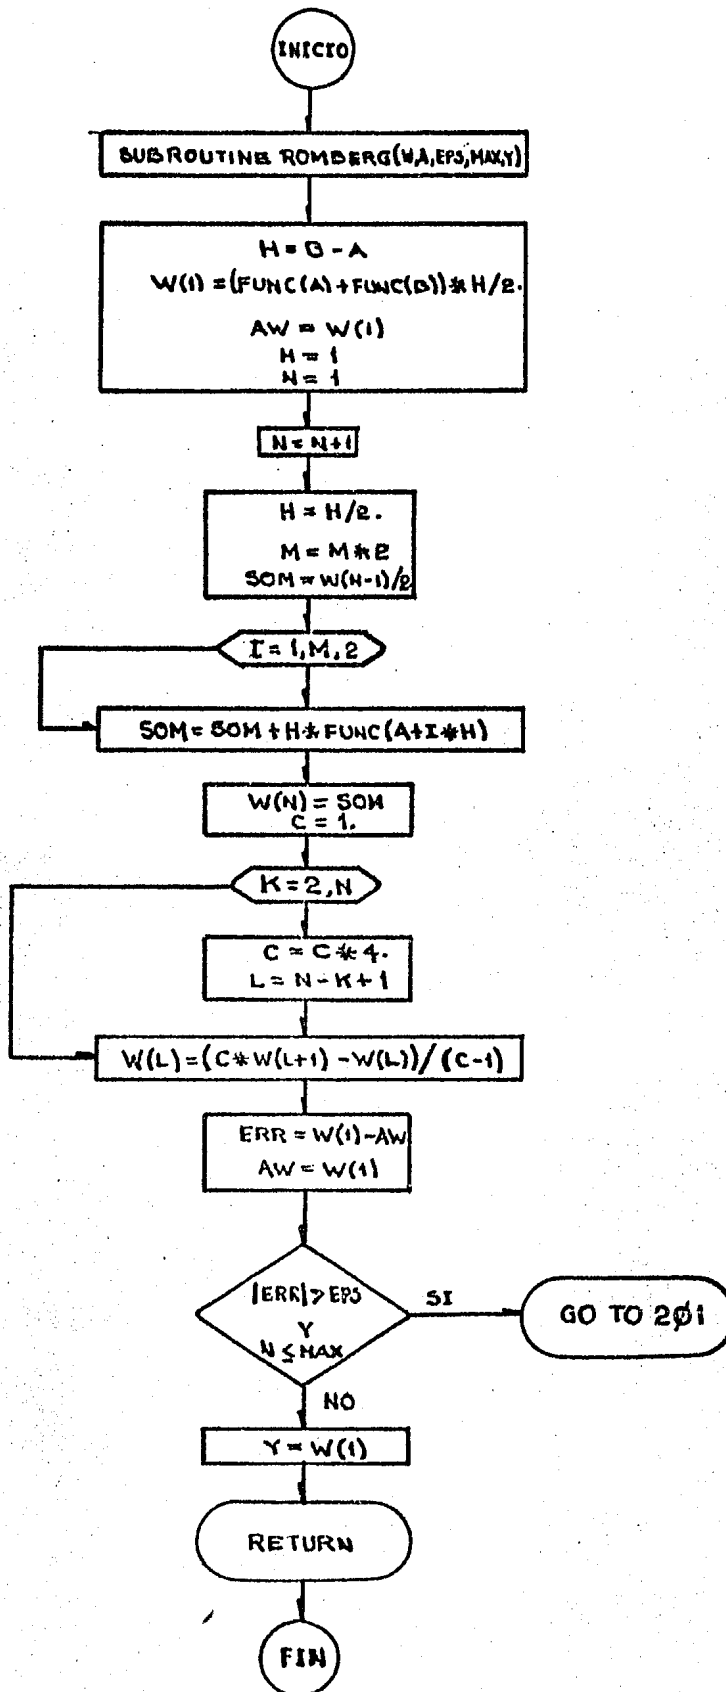 INICIO
SUBROUTINE ROMBERG(W,A,EPS,MAX,Y)
H = B - A
W(1) = (FUNC(A)+FUNC(B))*H/2.
AW = W(1)
H = 1
N = 1
N = N+1
H = H/2.
M = M*2
SOM = W(N-1)/2
I = 1,M,2
SOM = SOM + H*FUNC(A+I*H)
W(N) = SOM
C = 1.
K = 2,N
C = C*4.
L = N-K+1
W(L)=(C*W(L+1)-W(L))/(C-1)
ERR = W(1)-AW
AW = W(1)
|ERR|>EPS
Y
N ≤ MAX
SI
GO TO 2Ø1
NO
Y = W(1)
RETURN
FIN